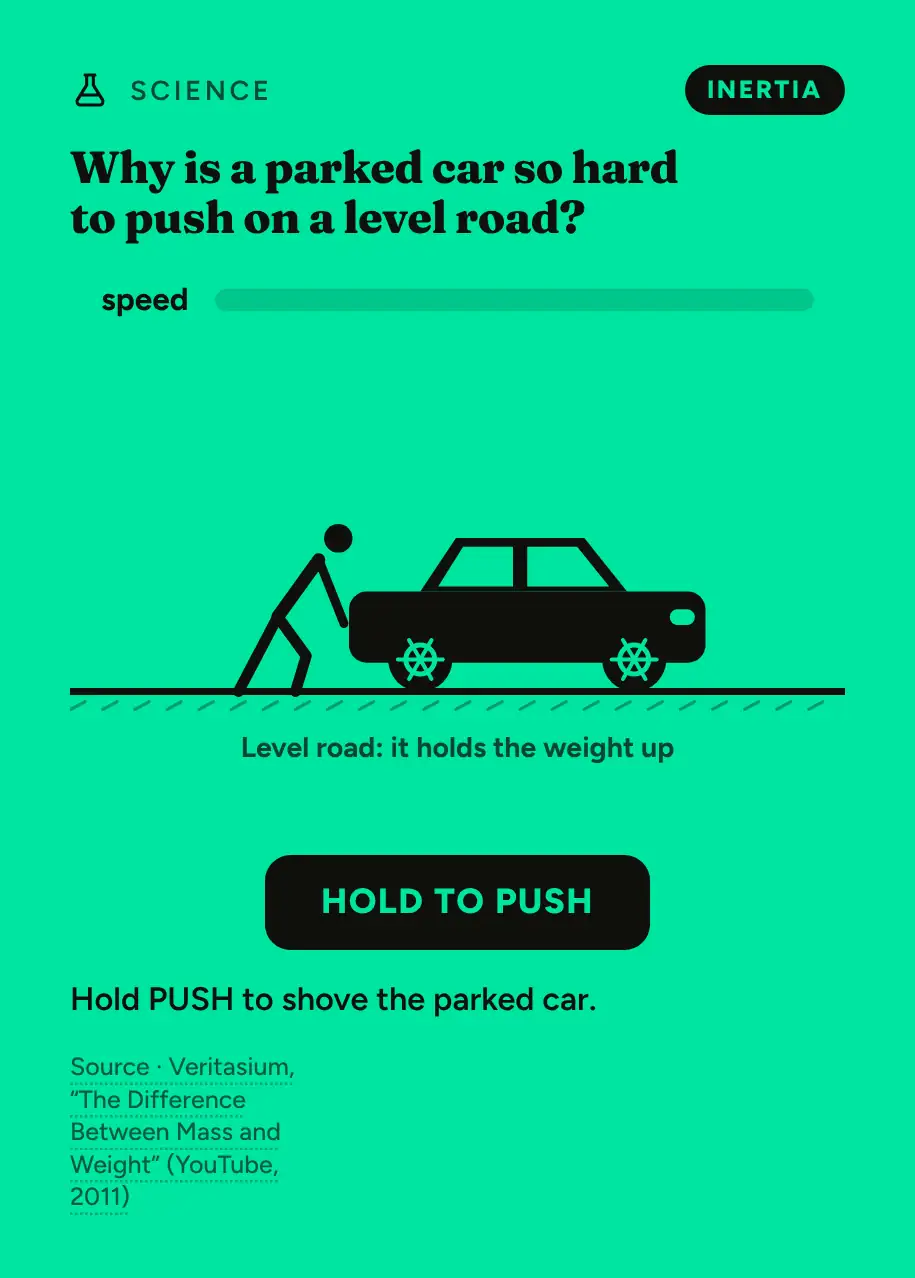 SCIENCE
INERTIA
Why is a parked car so hard
to push on a level road?
speed
Level road: it holds the weight up
HOLD TO PUSH
Hold PUSH to shove the parked car.
Source · Veritasium,
“The Difference
Between Mass and
Weight” (YouTube,
2011)